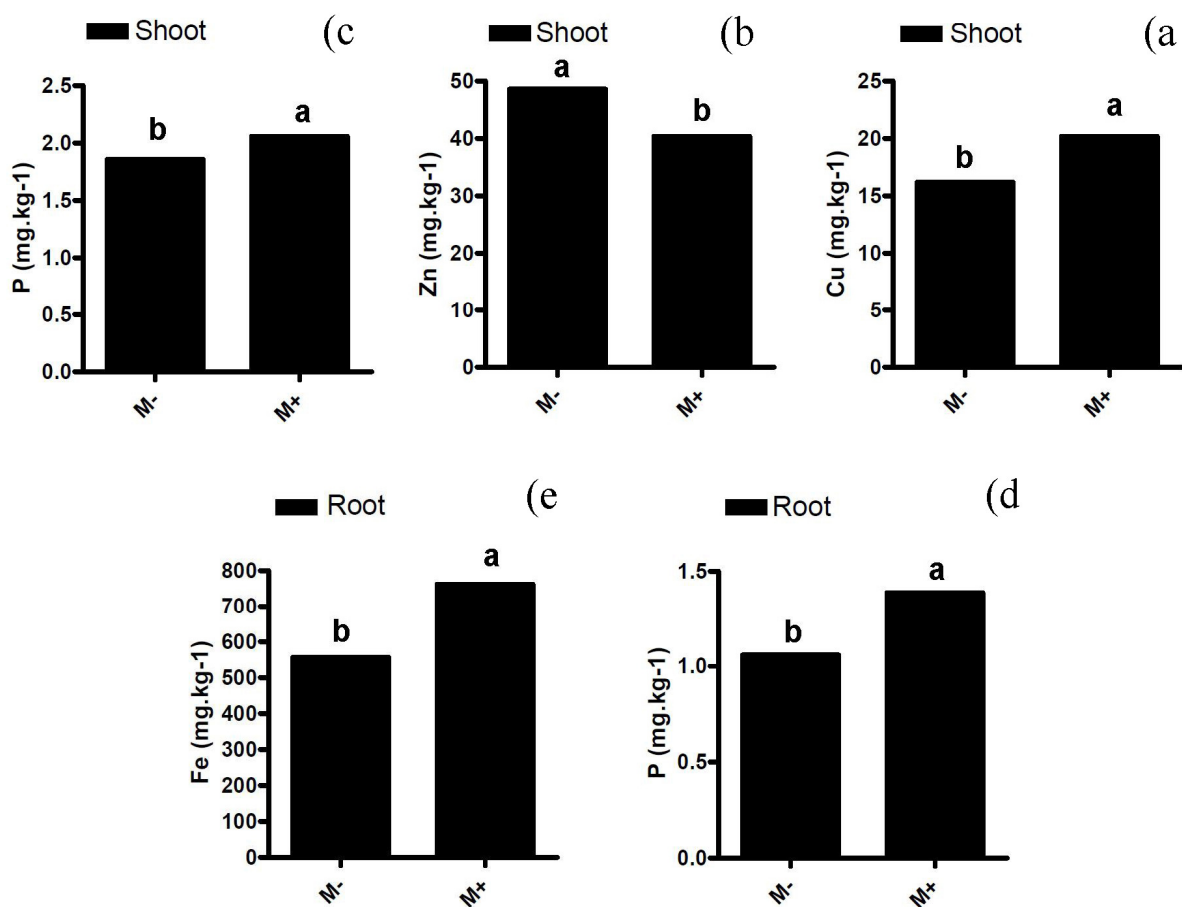 Shoot (c
P (mg.kg-1)
2.5
2.0
1.5
1.0
0.5
0.0
b
a
M-
M+
Shoot (b
Zn (mg.kg-1)
50
40
30
20
10
0
a
b
M-
M+
Shoot (a
Cu (mg.kg-1)
25
20
15
10
5
0
b
a
M-
M+
Root (e
Fe (mg.kg-1)
800
700
600
500
400
300
200
100
0
b
a
M-
M+
Root (d
P (mg.kg-1)
1.5
1.0
0.5
0.0
b
a
M-
M+